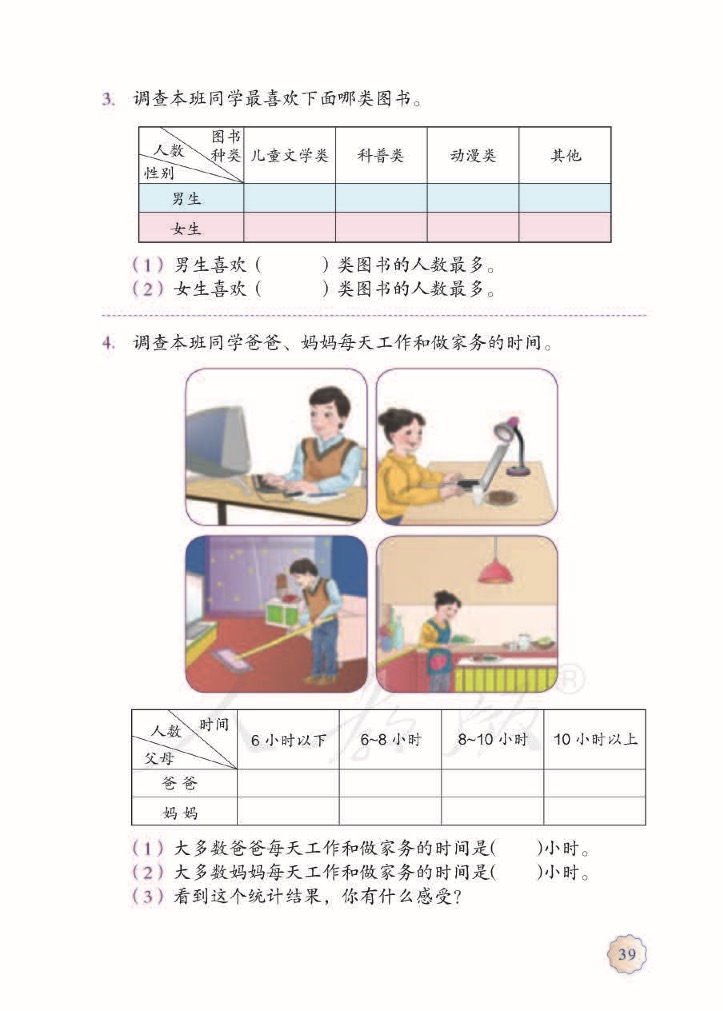 3. 调查本班同学最喜欢下面哪类图书。
图书
人数 种类 儿童文学类 科普类 动漫类 其他
性别
男生
女生
(1) 男生喜欢( )类图书的人数最多。
(2) 女生喜欢( )类图书的人数最多。
4. 调查本班同学爸爸、妈妈每天工作和做家务的时间。
人数 时间 6小时以下 6~8小时 8~10小时 10小时以上
父母
爸爸
妈妈
(1) 大多数爸爸每天工作和做家务的时间是( )小时。
(2) 大多数妈妈每天工作和做家务的时间是( )小时。
(3) 看到这个统计结果，你有什么感受？
人教版®
39